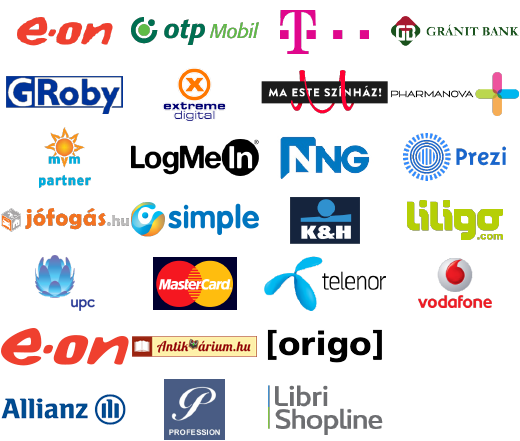 e·on
otp Mobil
T
GRÁNIT BANK
GRoby
extreme
digital
MA ESTE SZÍNHÁZ!
PHARMANOVA
mvm
partner
LogMeIn®
NNG
Prezi
jófogás.hu
simple
K&H
liligo
.com
upc
MasterCard
telenor
vodafone
e·on
Antikvárium.hu
[origo]
Allianz
P
PROFESSION
Libri
Shopline